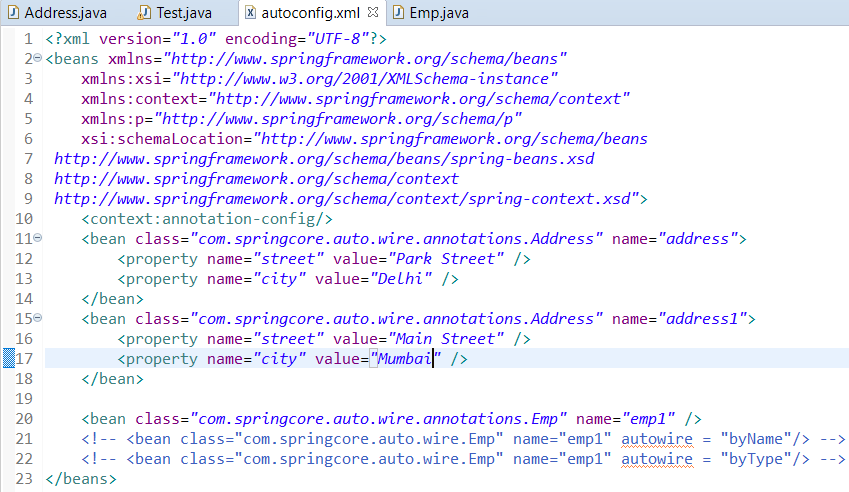 Address.java Test.java autoconfig.xml Emp.java
1 <?xml version="1.0" encoding="UTF-8"?>
2 <beans xmlns="http://www.springframework.org/schema/beans"
3 xmlns:xsi="http://www.w3.org/2001/XMLSchema-instance"
4 xmlns:context="http://www.springframework.org/schema/context"
5 xmlns:p="http://www.springframework.org/schema/p"
6 xsi:schemaLocation="http://www.springframework.org/schema/beans
7 http://www.springframework.org/schema/beans/spring-beans.xsd
8 http://www.springframework.org/schema/context
9 http://www.springframework.org/schema/context/spring-context.xsd">
10 <context:annotation-config/>
11 <bean class="com.springcore.auto.wire.annotations.Address" name="address">
12 <property name="street" value="Park Street" />
13 <property name="city" value="Delhi" />
14 </bean>
15 <bean class="com.springcore.auto.wire.annotations.Address" name="address1">
16 <property name="street" value="Main Street" />
17 <property name="city" value="Mumbai" />
18 </bean>
19
20 <bean class="com.springcore.auto.wire.annotations.Emp" name="emp1" />
21 <!-- <bean class="com.springcore.auto.wire.Emp" name="emp1" autowire = "byName"/> -->
22 <!-- <bean class="com.springcore.auto.wire.Emp" name="emp1" autowire = "byType"/> -->
23 </beans>